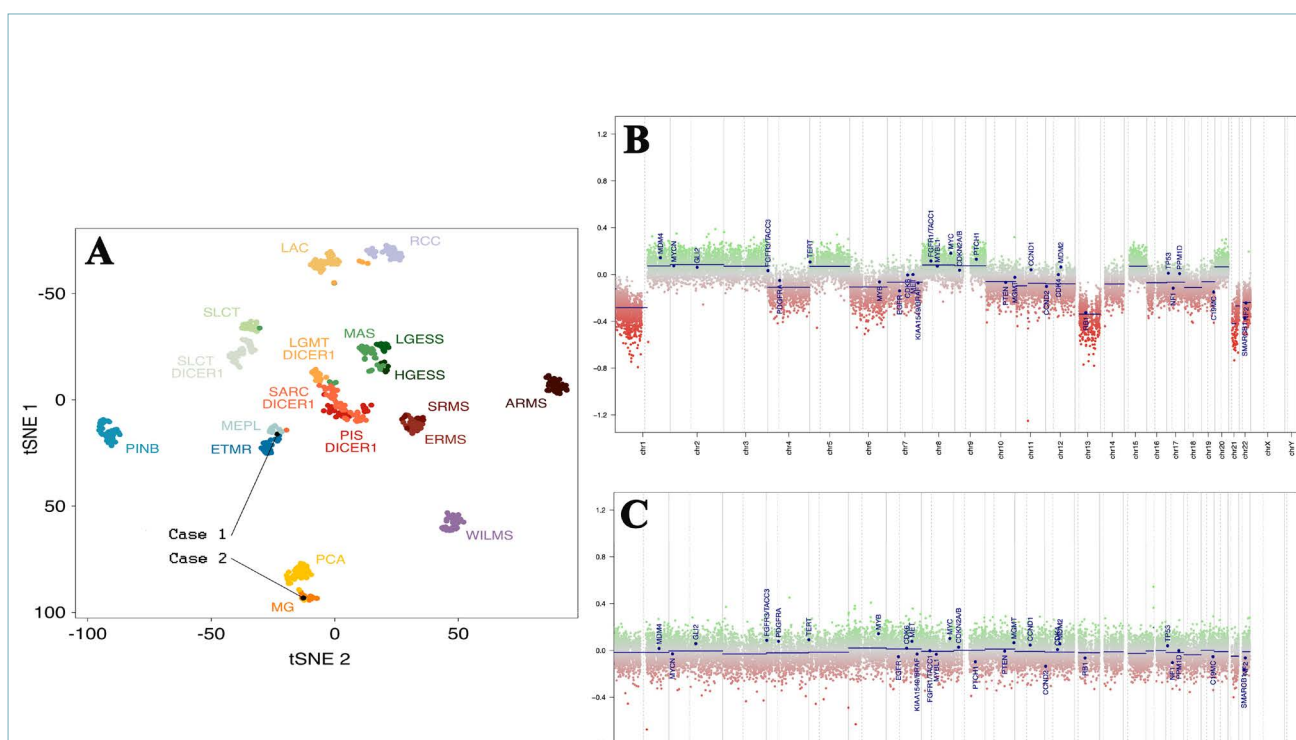 A
LAC
RCC
SLCT
SLCT
DICER1
LGMT
DICER1
MAS
LGESS
HGESS
SARC
DICER1
PIS
DICER1
SRMS
ERMS
ARMS
PINB
MEPL
ETMR
Case 1
Case 2
WILMS
PCA
MG
-50
0
50
100
-100
-50
0
50
tSNE 1
tSNE 2
B
1.2
0.8
0.4
0.0
-0.4
-0.8
-1.2
MDM4
MYCN
GLI2
FGFR3/TACC3
PDGFRA
TERT
MYB
EGFR
CDK6
MET
KIAA1549/BRAF
FGFR1/TACC1
MYBL1
MYC
CDKN2A/B
PTCH1
PTEN
MGMT
CCND1
CCND2
CDK4
MDM2
RB1
TP53
NF1
PPM1D
C19MC
SMARCB1
NF2
chr1
chr2
chr3
chr4
chr5
chr6
chr7
chr8
chr9
chr10
chr11
chr12
chr13
chr14
chr15
chr16
chr17
chr18
chr19
chr20
chr21
chr22
chrX
chrY
C
1.2
0.8
0.4
0.0
-0.4
MDM4
MYCN
GLI2
FGFR3/TACC3
PDGFRA
TERT
MYB
EGFR
CDK6
MET
KIAA1549/BRAF
FGFR1/TACC1
MYBL1
MYC
CDKN2A/B
PTCH1
PTEN
MGMT
CCND1
CCND2
CDK4
MDM2
RB1
TP53
NF1
PPM1D
C19MC
SMARCB1
NF2